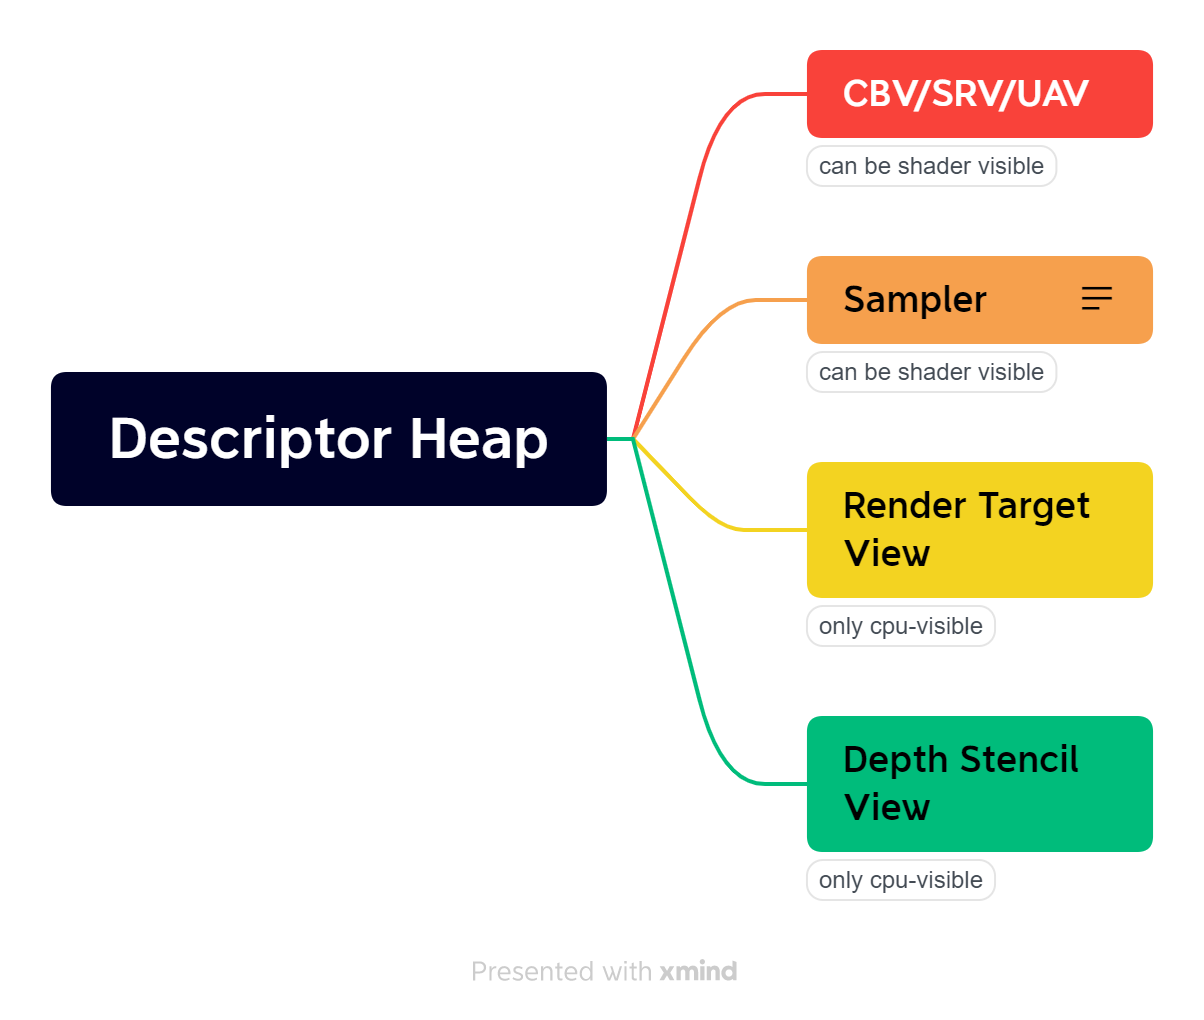 CBV/SRV/UAV
can be shader visible
Sampler
can be shader visible
Descriptor Heap
Render Target
View
only cpu-visible
Depth Stencil
View
only cpu-visible
Presented with xmind